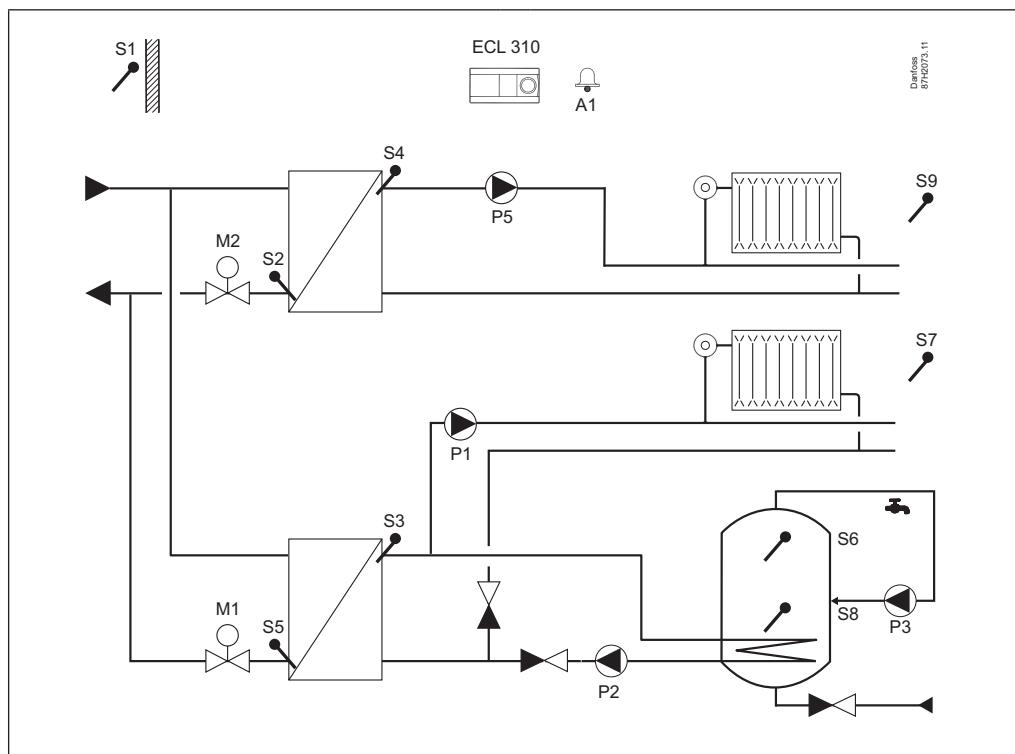 S1
ECL 310
A1
Danfoss
87H2073.11
S4
P5
S9
M2
S2
S7
P1
S3
S6
M1
S5
S8
P3
P2